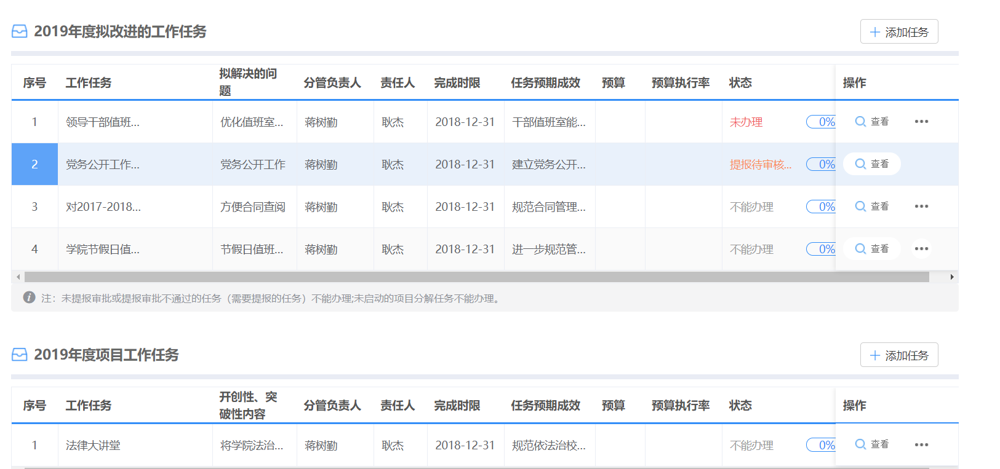 2019年度拟改进的工作任务
添加任务
序号 工作任务 拟解决的问题 分管负责人 责任人 完成时限 任务预期成效 预算 预算执行率 状态 操作
1 领导干部值班... 优化值班室... 蒋树勤 耿杰 2018-12-31 干部值班室能... 未办理 0% 查看 •••
2 党务公开工作... 党务公开工作 蒋树勤 耿杰 2018-12-31 建立党务公开... 提报待审核... 0% 查看
3 对2017-2018... 方便合同查阅 蒋树勤 耿杰 2018-12-31 规范合同管理... 不能办理 0% 查看 •••
4 学院节假日值... 节假日值班... 蒋树勤 耿杰 2018-12-31 进一步规范管... 不能办理 0% 查看 •••
注：未提报审批或提报审批不通过的任务（需要提报的任务）不能办理;未启动的项目分解任务不能办理。
2019年度项目工作任务
添加任务
序号 工作任务 开创性、突破性内容 分管负责人 责任人 完成时限 任务预期成效 预算 预算执行率 状态 操作
1 法律大讲堂 将学院法治... 蒋树勤 耿杰 2018-12-31 规范依法治校... 不能办理 0% 查看 •••